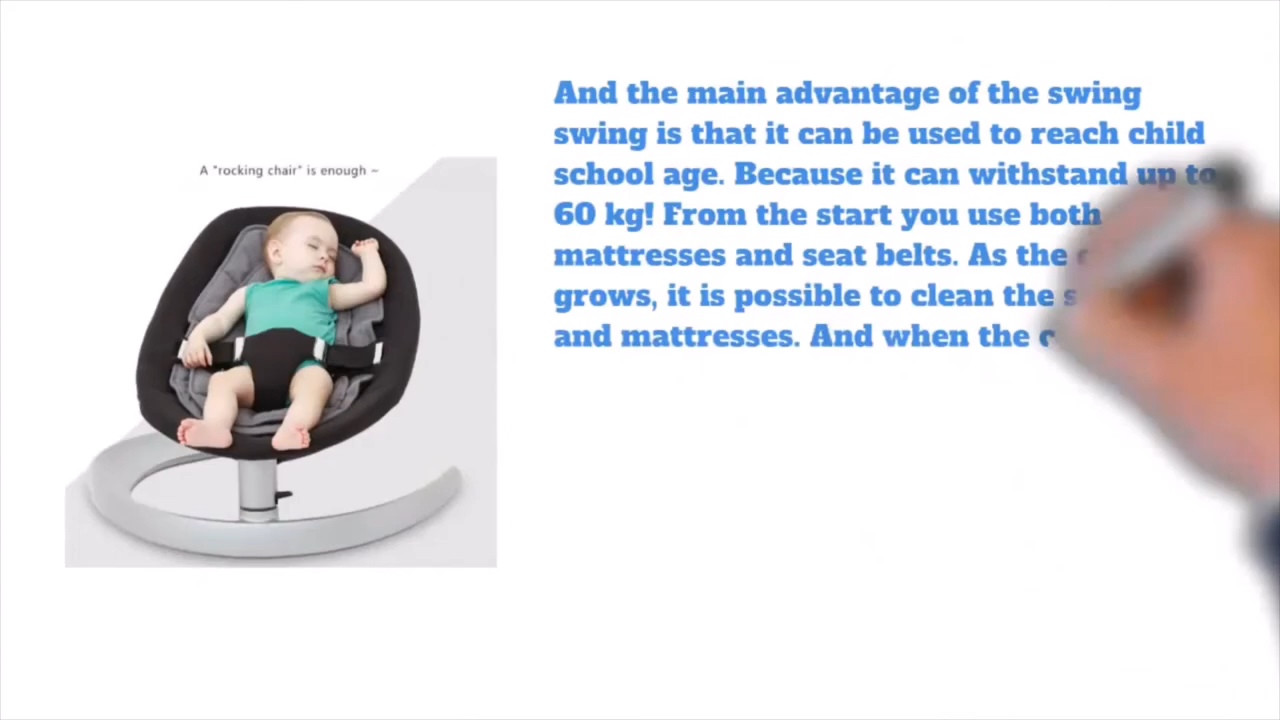 A "rocking chair" is enough ~
And the main advantage of the swing
swing is that it can be used to reach child
school age. Because it can withstand up to
60 kg! From the start you use both
mattresses and seat belts. As the
grows, it is possible to clean the
and mattresses. And when the